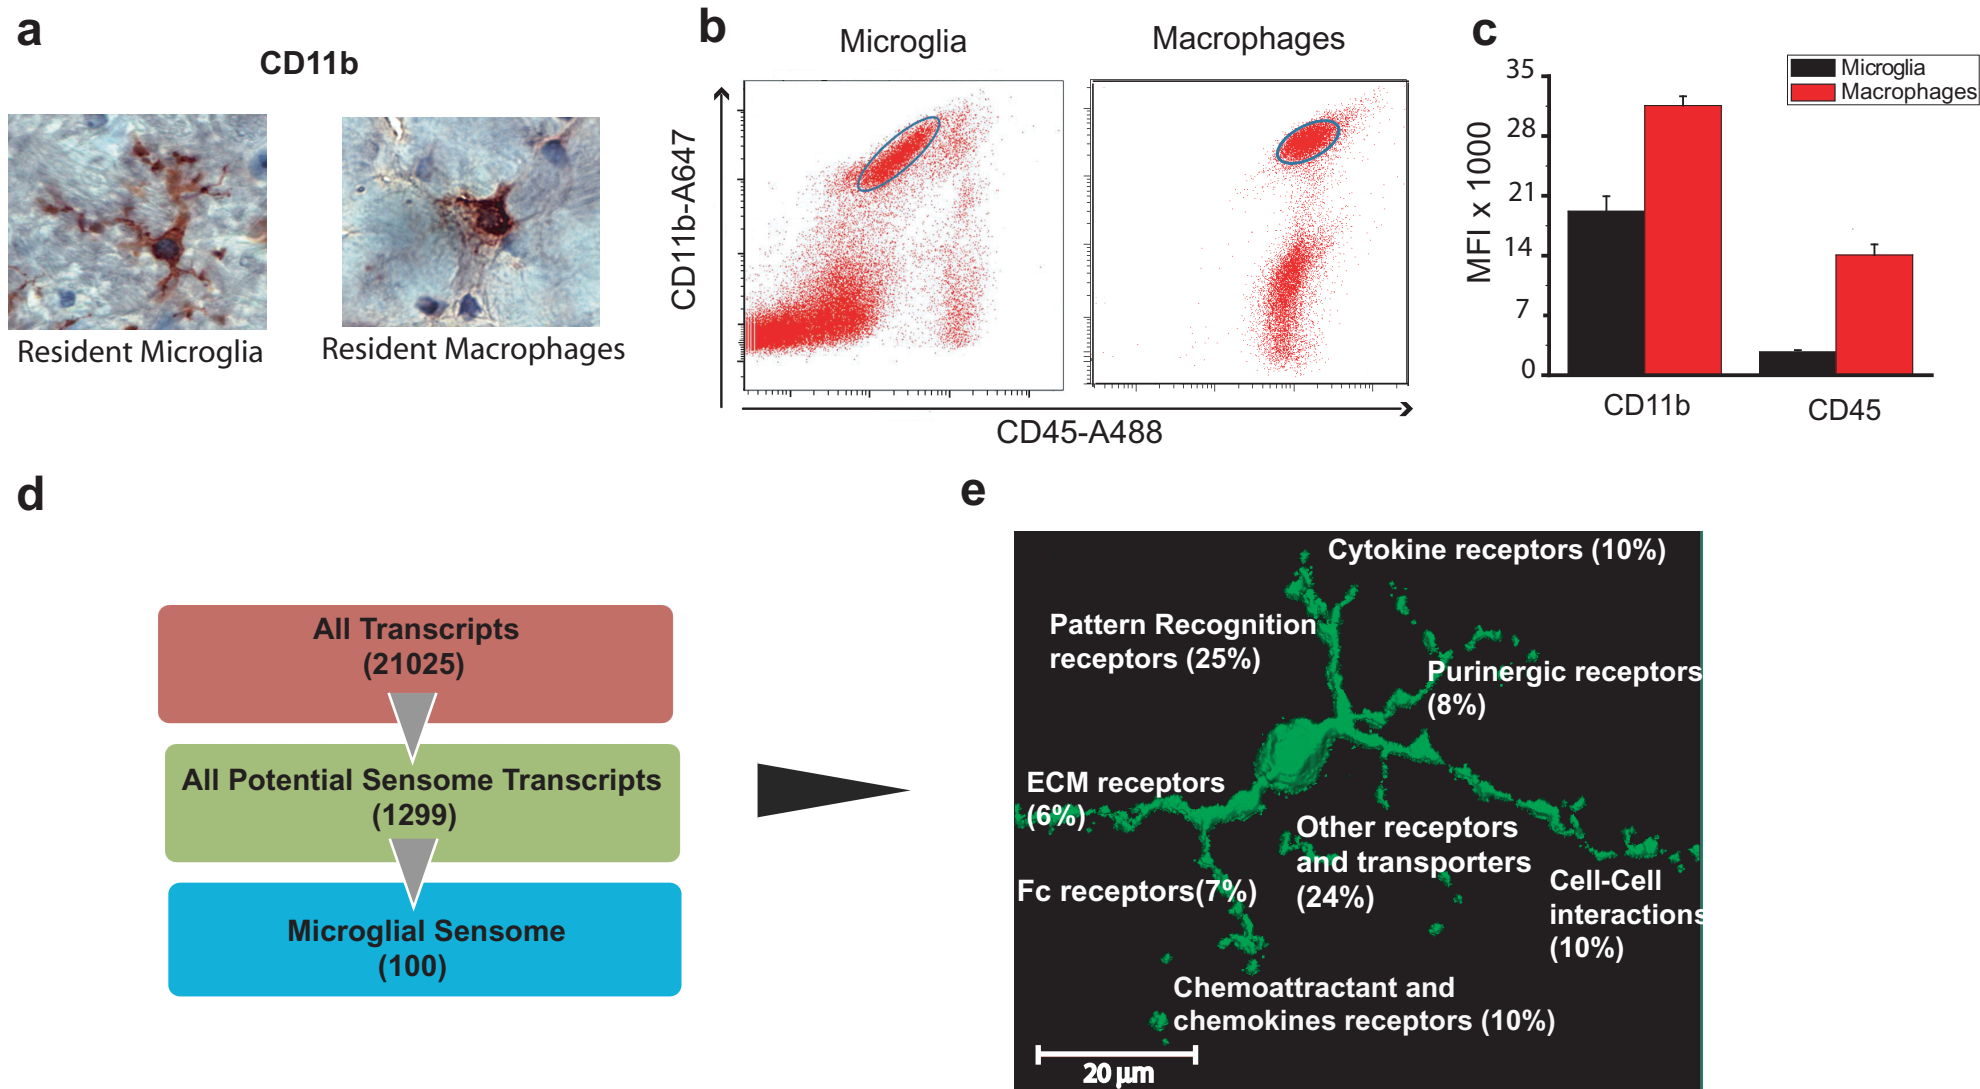 a
CD11b
Resident Microglia
Resident Macrophages
b
Microglia
Macrophages
CD11b-A647
CD45-A488
c
Microglia
Macrophages
MFI x 1000
35
28
21
14
7
0
CD11b
CD45
d
All Transcripts
(21025)
All Potential Sensome Transcripts
(1299)
Microglial Sensome
(100)
e
Cytokine receptors (10%)
Pattern Recognition
receptors (25%)
Purinergic receptors
(8%)
ECM receptors
(6%)
Other receptors
and transporters
(24%)
Fc receptors(7%)
Cell-Cell
interactions
(10%)
Chemoattractant and
chemokines receptors (10%)
20 µm